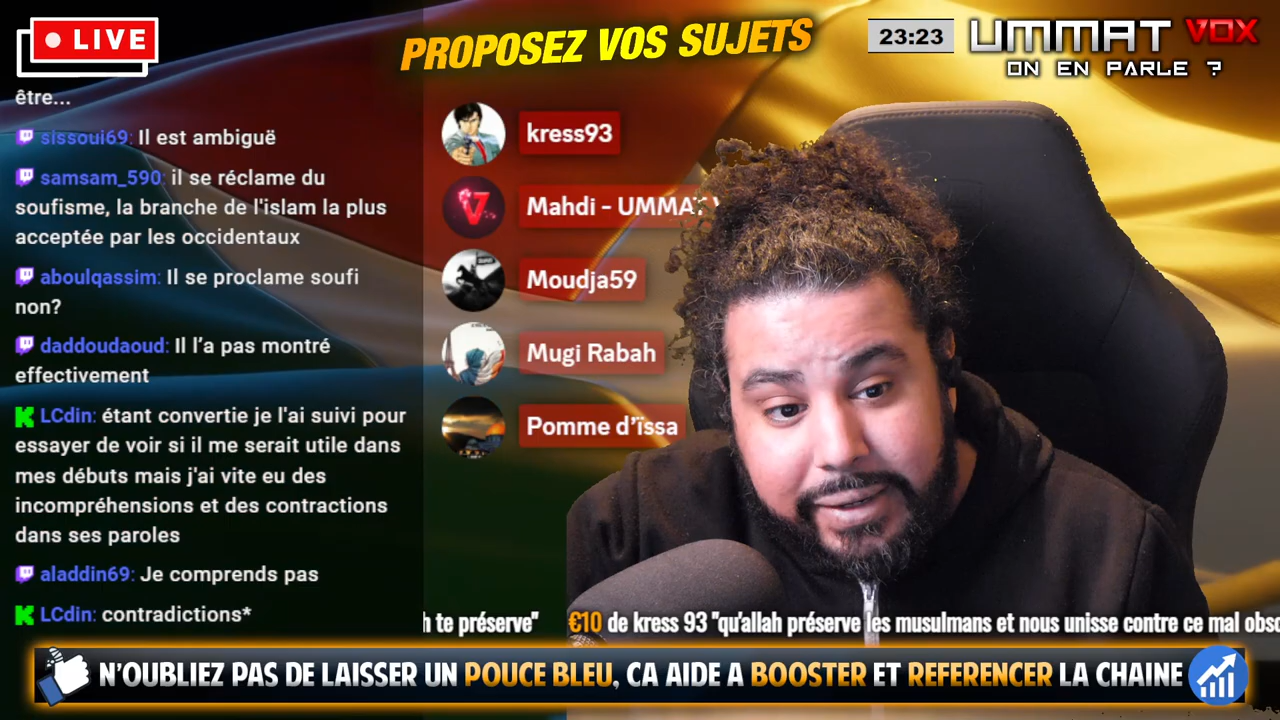 LIVE
PROPOSEZ VOS SUJETS
23:23
UMMAT VOX
ON EN PARLE ?
être...
sissoui69: Il est ambiguë
samsam_590: il se réclame du
soufisme, la branche de l'islam la plus
acceptée par les occidentaux
aboulqassim: Il se proclame soufi
non?
daddoudaoud: Il l'a pas montré
effectivement
LCdin: étant convertie je l'ai suivi pour
essayer de voir si il me serait utile dans
mes débuts mais j'ai vite eu des
incompréhensions et des contractions
dans ses paroles
aladdin69: Je comprends pas
LCdin: contradictions*
kress93
Mahdi - UMMAT
Moudja59
Mugi Rabah
Pomme d'ïssa
h te préserve" €10 de kress 93 "qu'allah préserve les musulmans et nous unisse contre ce mal obsc
N'OUBLIEZ PAS DE LAISSER UN POUCE BLEU, CA AIDE A BOOSTER ET REFERENCER LA CHAINE